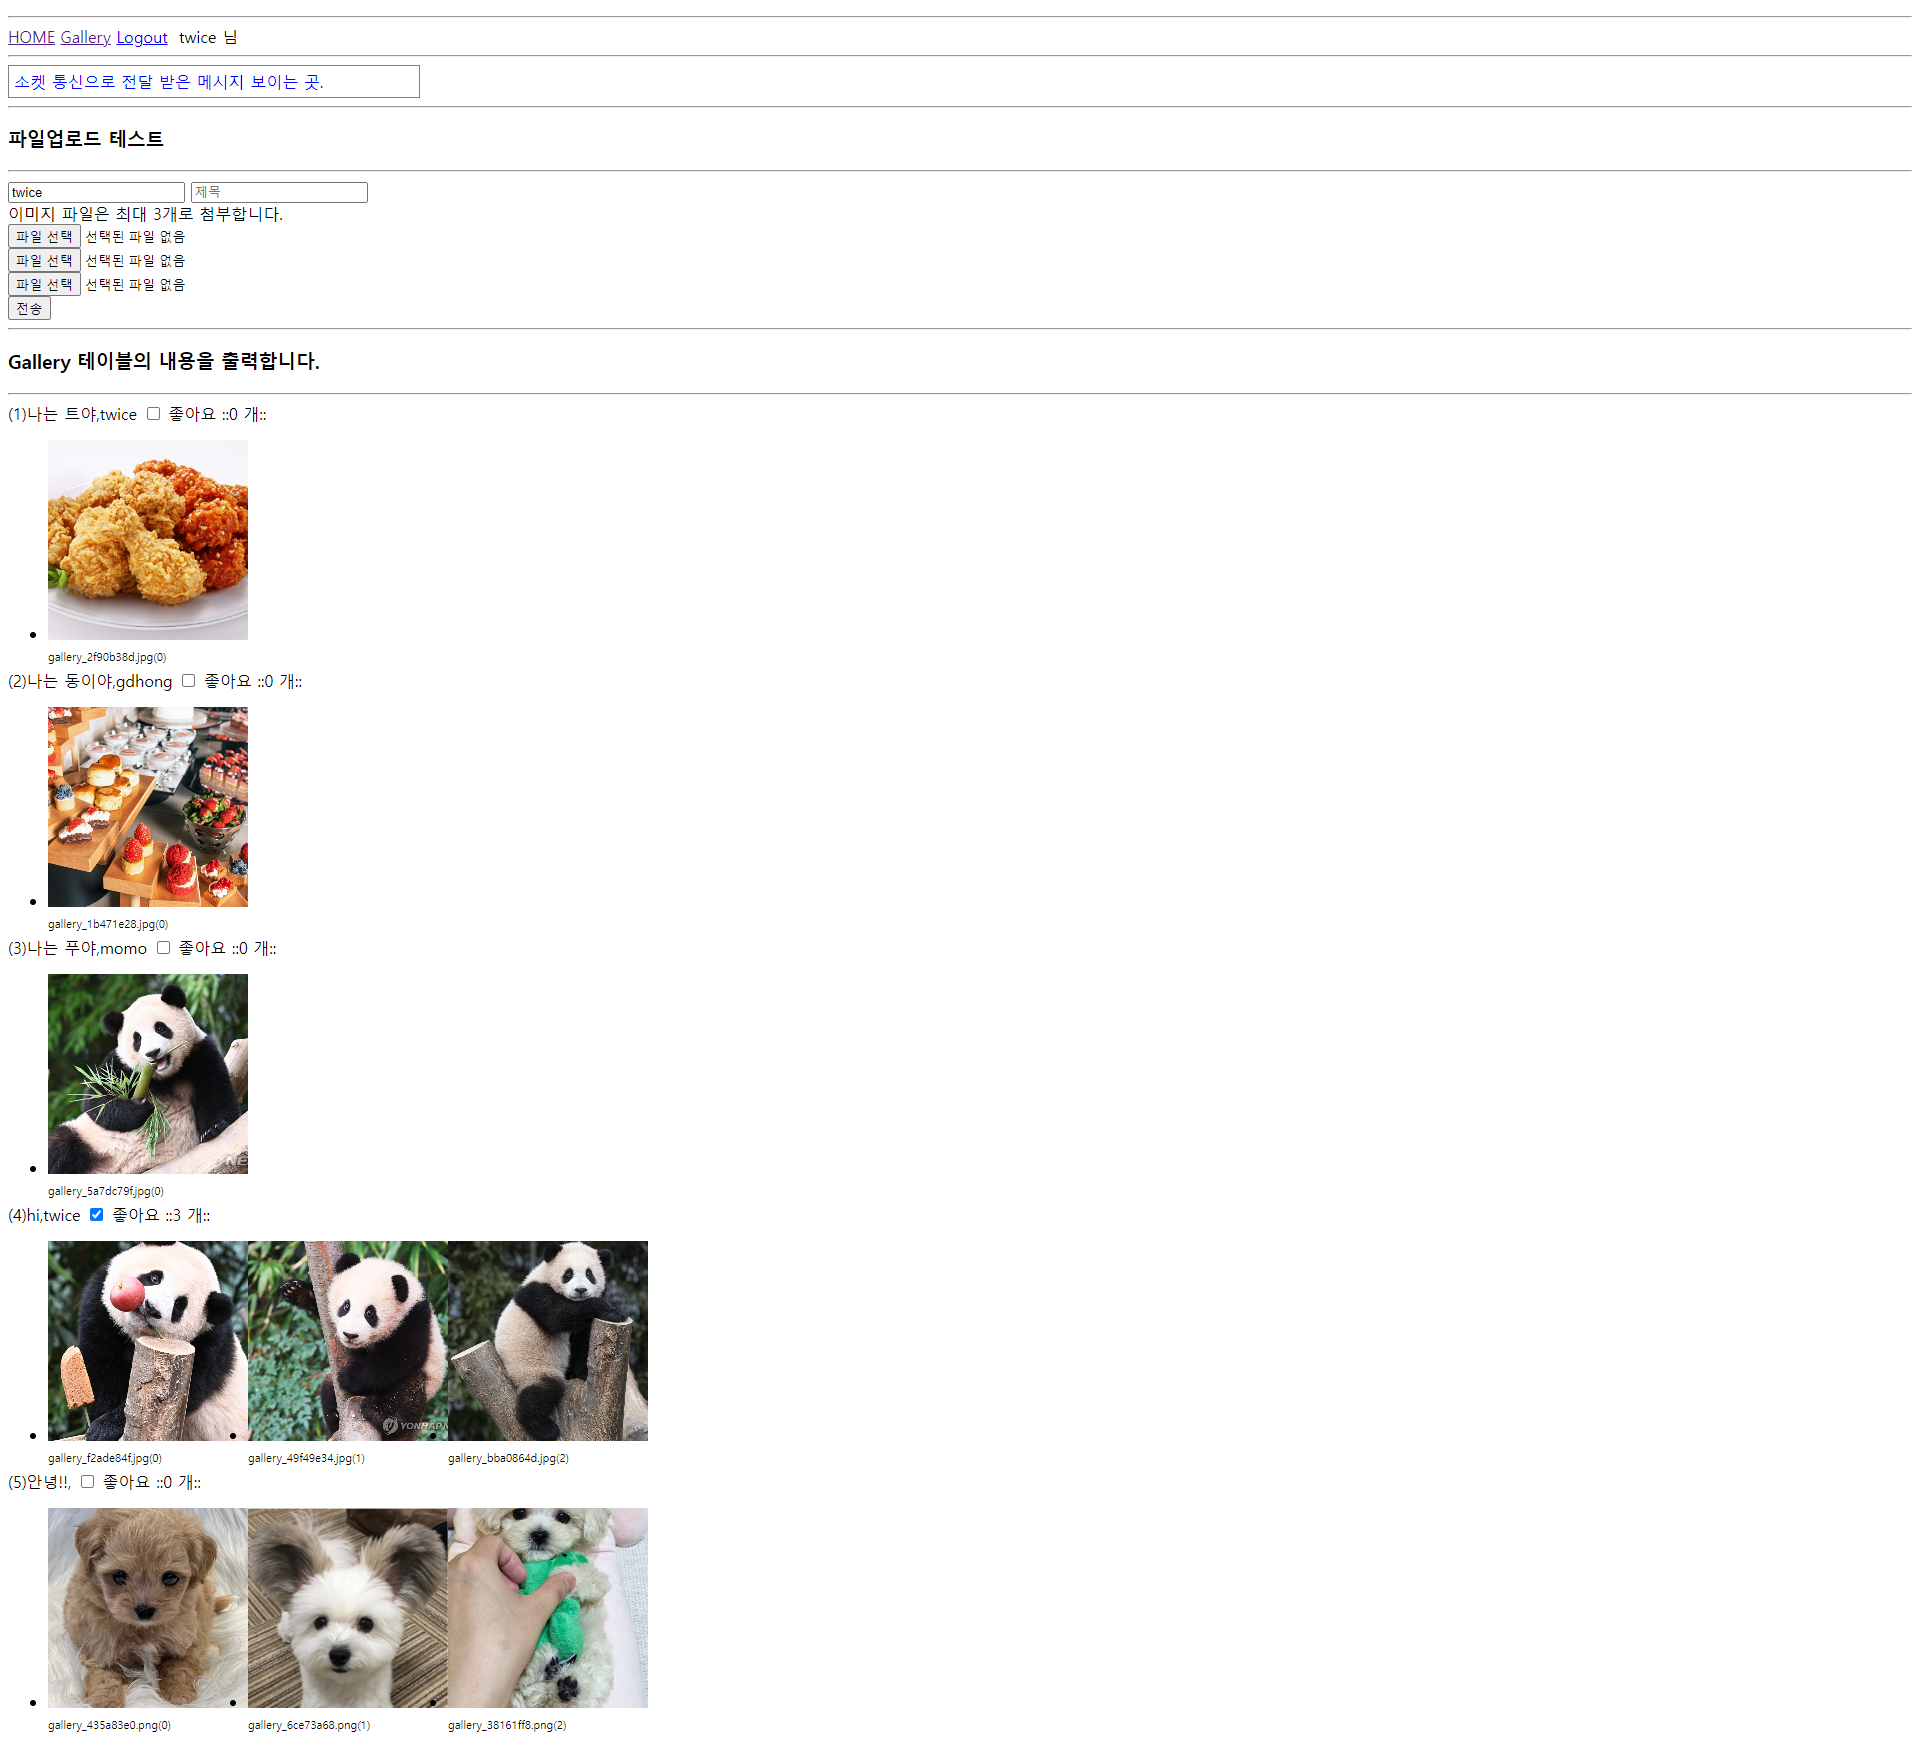 HOME Gallery Logout twice 님
소켓 통신으로 전달 받은 메시지 보이는 곳.
파일업로드 테스트
twice 제목
이미지 파일은 최대 3개로 첨부합니다.
파일 선택 선택된 파일 없음
파일 선택 선택된 파일 없음
파일 선택 선택된 파일 없음
전송
Gallery 테이블의 내용을 출력합니다.
(1)나는 트야,twice 좋아요 ::0 개::
gallery_2f90b38d.jpg(0)
(2)나는 동이야,gdhong 좋아요 ::0 개::
gallery_1b471e28.jpg(0)
(3)나는 푸야,momo 좋아요 ::0 개::
NE
gallery_5a7dc79f.jpg(0)
(4)hi,twice 좋아요 ::3 개::
YONHAPN
gallery_f2ade84f.jpg(0) gallery_49f49e34.jpg(1) gallery_bba0864d.jpg(2)
(5)안녕!!, 좋아요 ::0 개::
gallery_435a83e0.png(0) gallery_6ce73a68.png(1) gallery_38161ff8.png(2)